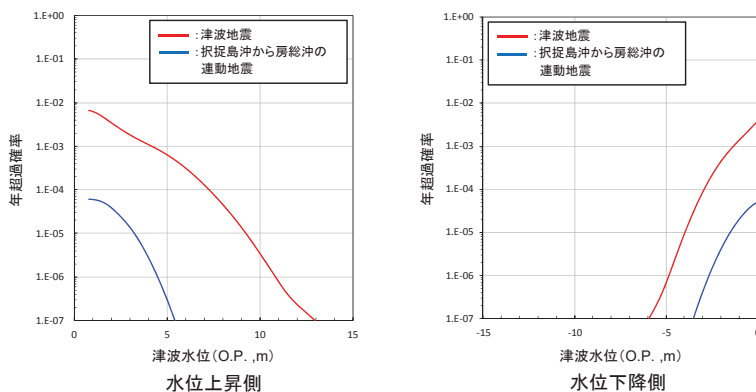 1.E+00
1.E-01
1.E-02
1.E-03
1.E-04
1.E-05
1.E-06
1.E-07
年超過確率
:津波地震
:択捉島沖から房総沖の
連動地震
0
5
10
15
津波水位(O.P. ,m)
水位上昇側
1.E+00
1.E-01
1.E-02
1.E-03
1.E-04
1.E-05
1.E-06
1.E-07
年超過確率
:津波地震
:択捉島沖から房総沖の
連動地震
-15
-10
-5
津波水位(O.P. ,m)
水位下降側